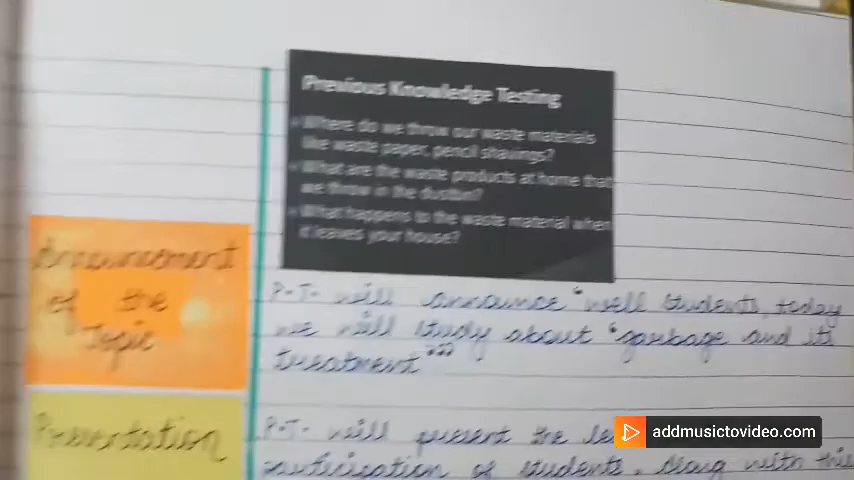 Previous Knowledge Testing
Where do we throw our waste materials
like waste paper, pencil shavings?
What are the waste products at home that
we throw in the dustbin?
What happens to the waste material when
it leaves your house?
Announcement
of the
Topic
P-T- will announce "well students, today
we will study about "garbage and its
treatment"""
Presentation
P-T- will present the
participation of students. Along with this
addmusictovideo.com